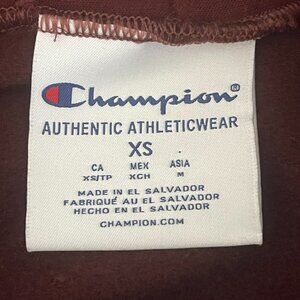 Champion
AUTHENTIC ATHLETICWEAR
XS
CA MEX ASIA
XS/TP XCH M
MADE IN EL SALVADOR
FABRIQUÉ AU EL SALVADOR
HECHO EN EL SALVADOR
CHAMPION.COM